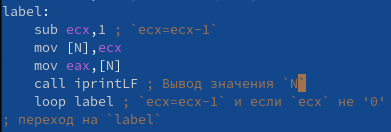 label:
sub ecx,1 ; `ecx=ecx-1`
mov [N],ecx
mov eax,[N]
call iprintLF ; Вывод значения `N`
loop label ; `ecx=ecx-1` и если `ecx` не '0'
; переход на `label`